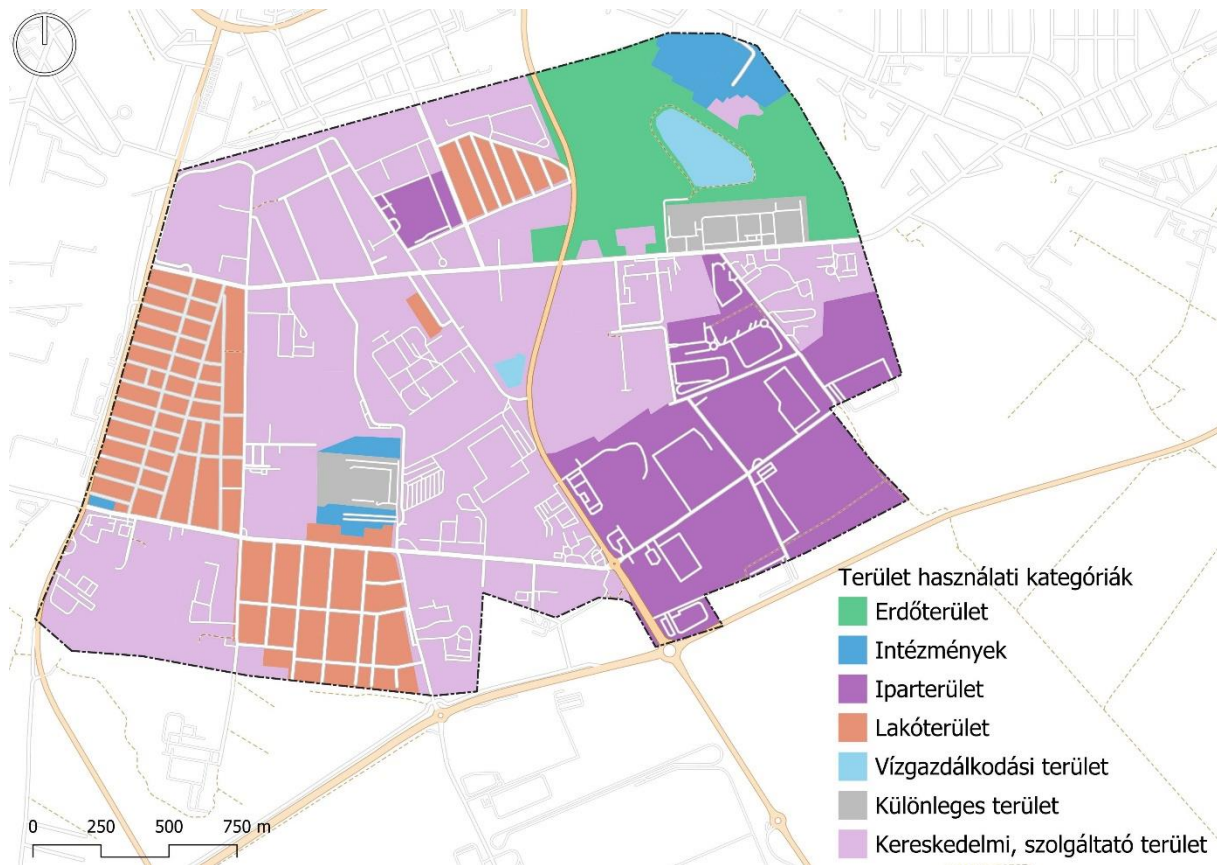 Terület használati kategóriák
Erdőterület
Intézmények
Iparterület
Lakóterület
Vízgazdálkodási terület
Különleges terület
Kereskedelmi, szolgáltató terület
0 250 500 750 m